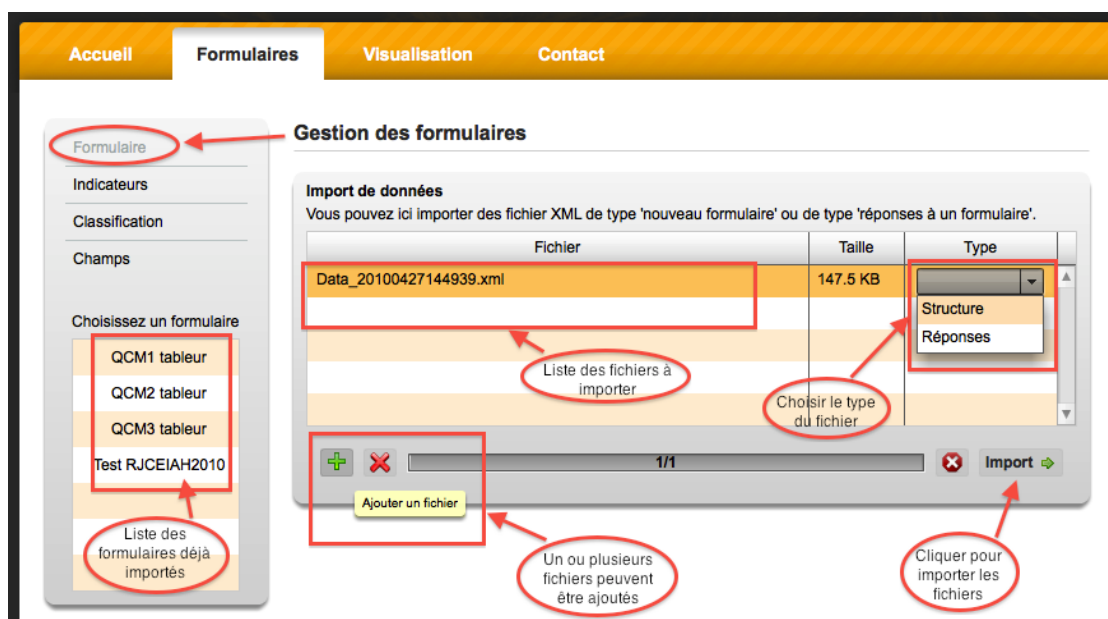 Accueil Formulaires Visualisation Contact
Gestion des formulaires
Formulaire
Indicateurs
Classification
Champs
Choisissez un formulaire
QCM1 tableur
QCM2 tableur
QCM3 tableur
Test RJCEIAH2010
Liste des
formulaires déjà
importés
Import de données
Vous pouvez ici importer des fichier XML de type 'nouveau formulaire' ou de type 'réponses à un formulaire'.
Fichier Taille Type
Data_20100427144939.xml 147.5 KB
Structure
Réponses
Liste des fichiers à
importer
Choisir le type
du fichier
1/1 Import
Ajouter un fichier
Un ou plusieurs
fichiers peuvent
être ajoutés
Cliquer pour
importer les
fichiers